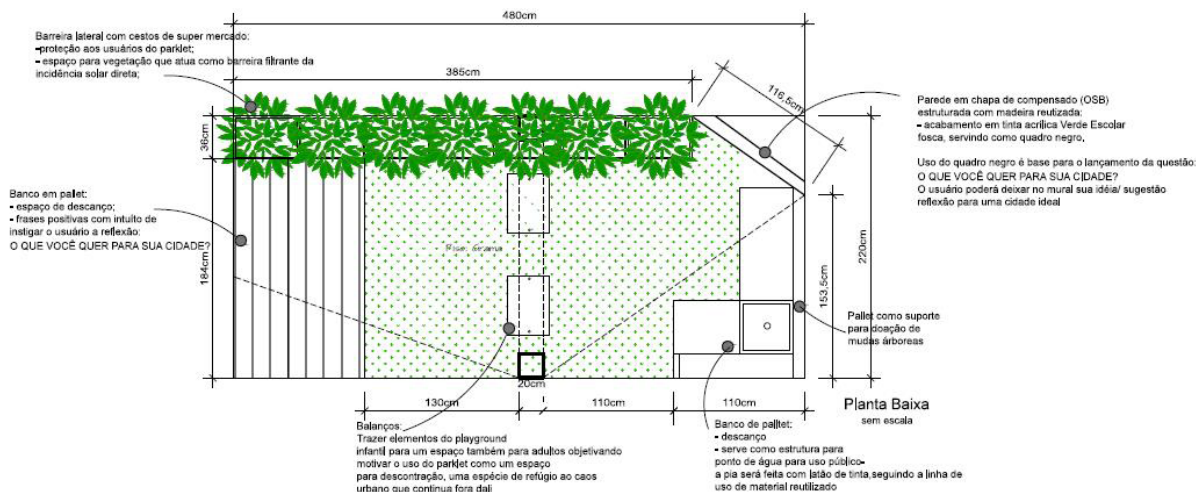 480cm
Barreira lateral com cestos de super mercado:
-proteção aos usuários do parklet;
- espaço para vegetação que atua como barreira filtrante da
incidência solar direta;
385cm
116,5cm
Parede em chapa de compensado (OSB)
estruturada com madeira reutizada;
- acabamento em tinta acrílica Verde Escolar
fosca, servindo como quadro negro,
Uso do quadro negro é base para o lançamento da questão:
O QUE VOCÊ QUER PARA SUA CIDADE?
O usuário poderá deixar no mural sua idéia/ sugestão
reflexão para uma cidade ideal
36cm
Banco em pallet:
- espaço de descanço;
- frases positivas com intuito de
instigar o usuário a reflexão:
O QUE VOCÊ QUER PARA SUA CIDADE?
184cm
220cm
153,5cm
Pallet como suporte
para doação de
mudas árboreas
20cm
130cm
110cm
110cm
Planta Baixa
sem escala
Balanços:
Trazer elementos do playground
infantil para um espaço também para adultos objetivando
motivar o uso do parklet como um espaço
para descontração, uma espécie de refúgio ao caos
urbano que continua fora dali
Banco de palltet:
- descanço
- serve como estrutura para
ponto de água para uso público-
a pia será feita com latão de tinta,seguindo a linha de
uso de material reutilizado